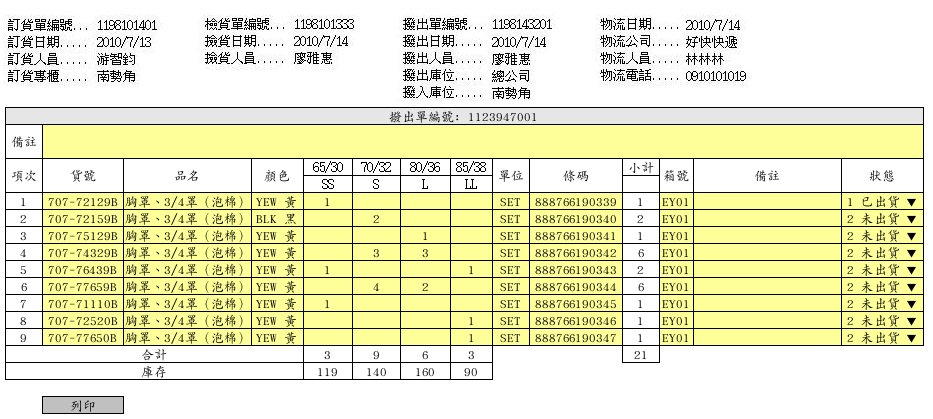 訂貨單編號... 1198101401 檢貨單編號... 1198101333 撥出單編號... 1198143201 物流日期..... 2010/7/14
訂貨日期..... 2010/7/13 撿貨日期..... 2010/7/14 撥出日期..... 2010/7/14 物流公司..... 好快快遞
訂貨人員..... 游智鈞 撿貨人員..... 廖雅惠 撥出人員..... 廖雅惠 物流人員..... 林林林
訂貨專櫃..... 南勢角 撥出庫位..... 總公司 物流電話..... 0910101019
撥入庫位..... 南勢角
撥出單編號: 1123947001
備註
項次 貨號 品名 顏色 65/30 70/32 80/36 85/38 單位 條碼 小計 箱號 備註 狀態
SS S L LL
1 707-72129B 胸罩、3/4罩(泡棉) YEW 黃 1 SET 888766190339 1 EY01 1 已出貨 ▼
2 707-72159B 胸罩、3/4罩(泡棉) BLK 黑 2 SET 888766190340 2 EY01 2 未出貨 ▼
3 707-75129B 胸罩、3/4罩(泡棉) YEW 黃 1 SET 888766190341 1 EY01 2 未出貨 ▼
4 707-74329B 胸罩、3/4罩(泡棉) YEW 黃 3 3 SET 888766190342 6 EY01 2 未出貨 ▼
5 707-76439B 胸罩、3/4罩(泡棉) YEW 黃 1 1 SET 888766190343 2 EY01 2 未出貨 ▼
6 707-77659B 胸罩、3/4罩(泡棉) YEW 黃 4 2 SET 888766190344 6 EY01 2 未出貨 ▼
7 707-71110B 胸罩、3/4罩(泡棉) YEW 黃 1 SET 888766190345 1 EY01 2 未出貨 ▼
8 707-72520B 胸罩、3/4罩(泡棉) YEW 黃 1 SET 888766190346 1 EY01 2 未出貨 ▼
9 707-77650B 胸罩、3/4罩(泡棉) YEW 黃 1 SET 888766190347 1 EY01 2 未出貨 ▼
合計 3 9 6 3 21
庫存 119 140 160 90
列印